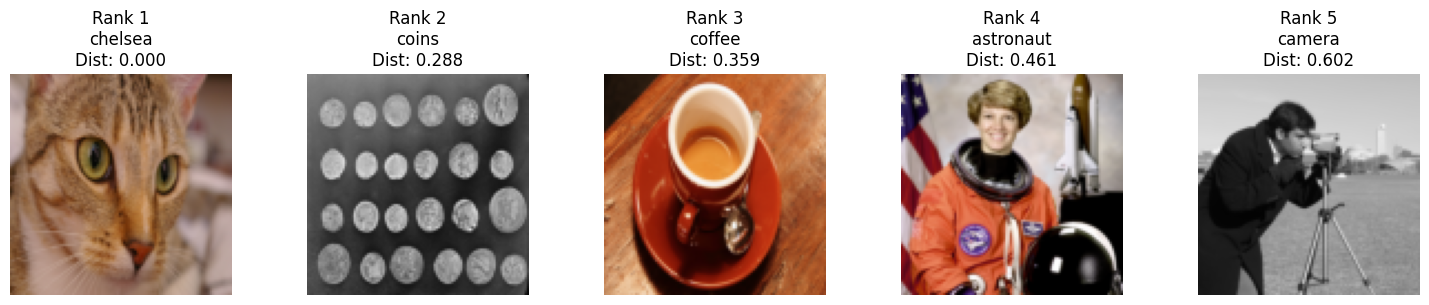 Rank 1
chelsea
Dist: 0.000
Rank 2
coins
Dist: 0.288
Rank 3
coffee
Dist: 0.359
Rank 4
astronaut
Dist: 0.461
Rank 5
camera
Dist: 0.602